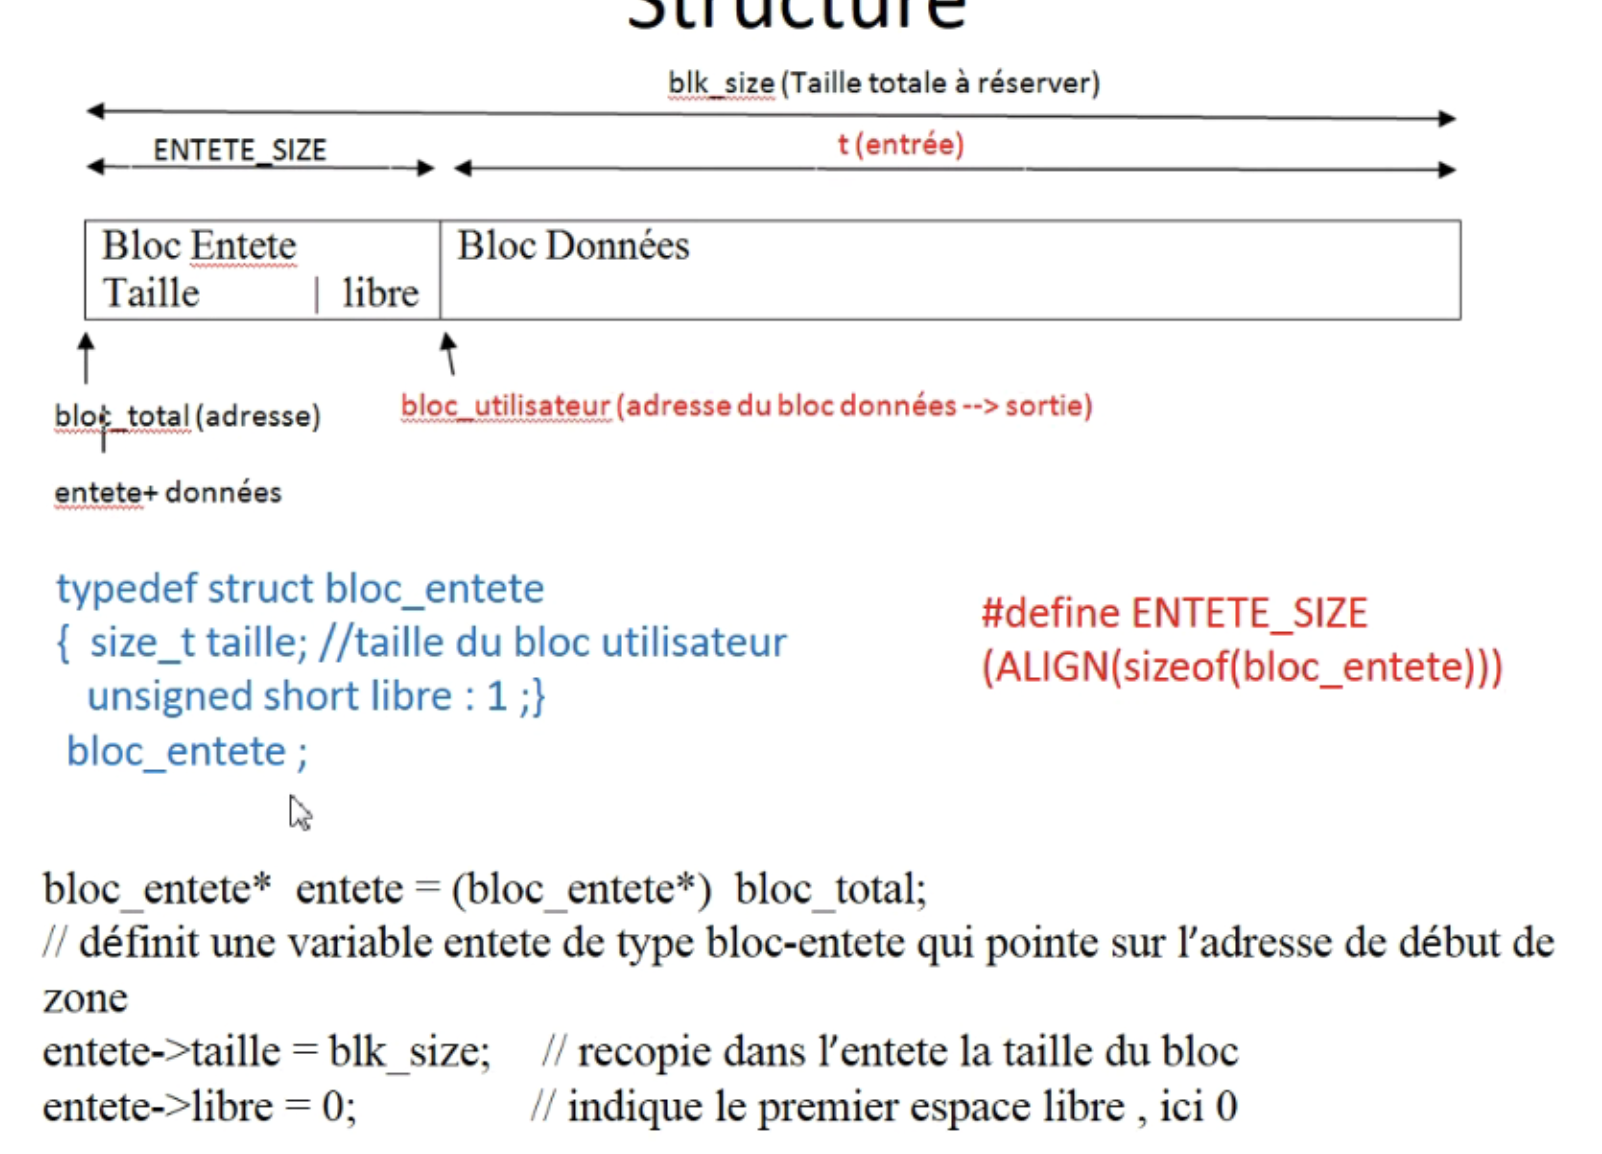 Structure
blk_size (Taille totale à réserver)
ENTETE_SIZE
t (entrée)
Bloc Entete
Taille | libre
Bloc Données
bloc_total (adresse)
bloc_utilisateur (adresse du bloc données --> sortie)
entete+ données
typedef struct bloc_entete
{ size_t taille; //taille du bloc utilisateur
unsigned short libre : 1 ;}
bloc_entete ;
#define ENTETE_SIZE
(ALIGN(sizeof(bloc_entete)))
bloc_entete* entete = (bloc_entete*) bloc_total;
// définit une variable entete de type bloc-entete qui pointe sur l'adresse de début de
zone
entete->taille = blk_size; // recopie dans l'entete la taille du bloc
entete->libre = 0; // indique le premier espace libre , ici 0